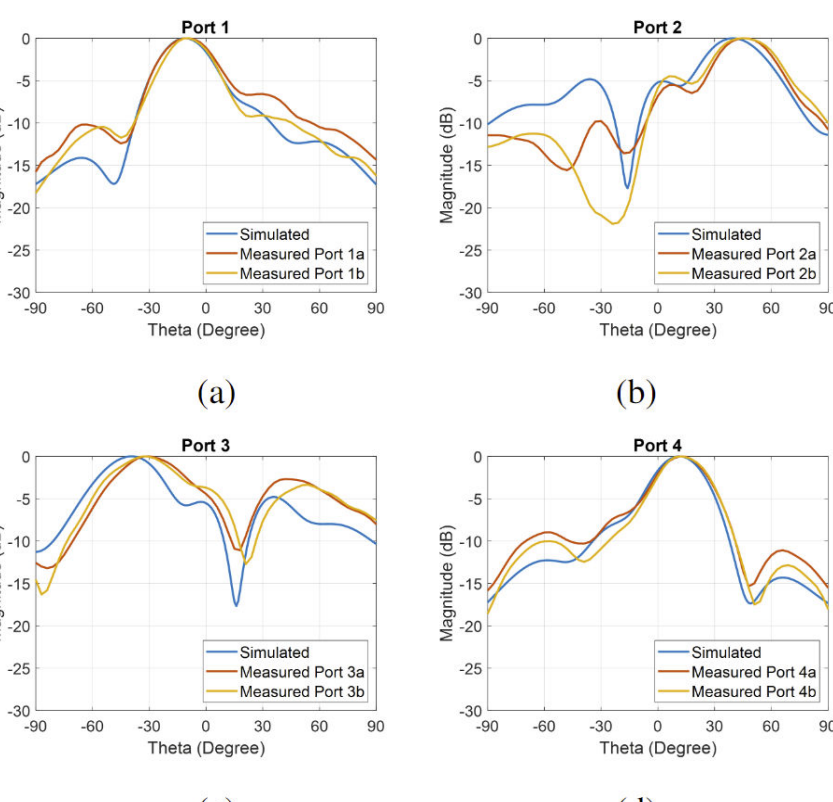 Port 1
Port 2
0
-5
-10
-15
-20
-25
-30
Simulated
Measured Port 1a
Measured Port 1b
-90 -60 -30 0 30 60 90
Theta (Degree)
(a)
Magnitude (dB)
0
-5
-10
-15
-20
-25
-30
Simulated
Measured Port 2a
Measured Port 2b
-90 -60 -30 0 30 60 90
Theta (Degree)
(b)
Port 3
Port 4
0
-5
-10
-15
-20
-25
-30
Simulated
Measured Port 3a
Measured Port 3b
-90 -60 -30 0 30 60 90
Theta (Degree)
Magnitude (dB)
0
-5
-10
-15
-20
-25
-30
Simulated
Measured Port 4a
Measured Port 4b
-90 -60 -30 0 30 60 90
Theta (Degree)